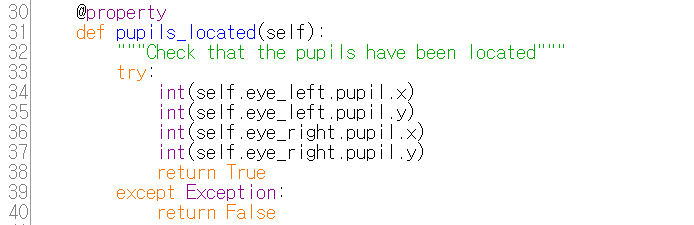 30     @property
31     def pupils_located(self):
32         """Check that the pupils have been located"""
33         try:
34             int(self.eye_left.pupil.x)
35             int(self.eye_left.pupil.y)
36             int(self.eye_right.pupil.x)
37             int(self.eye_right.pupil.y)
38             return True
39         except Exception:
40             return False